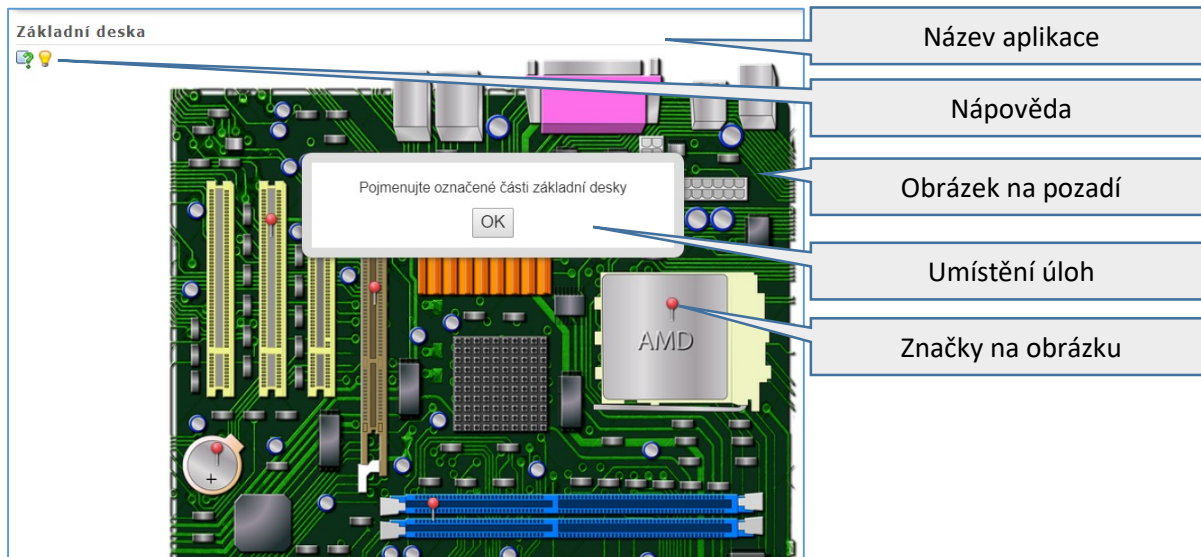 Základní deska
Název aplikace
Nápověda
Obrázek na pozadí
Pojmenujte označené části základní desky
OK
Umístění úloh
AMD
Značky na obrázku
+